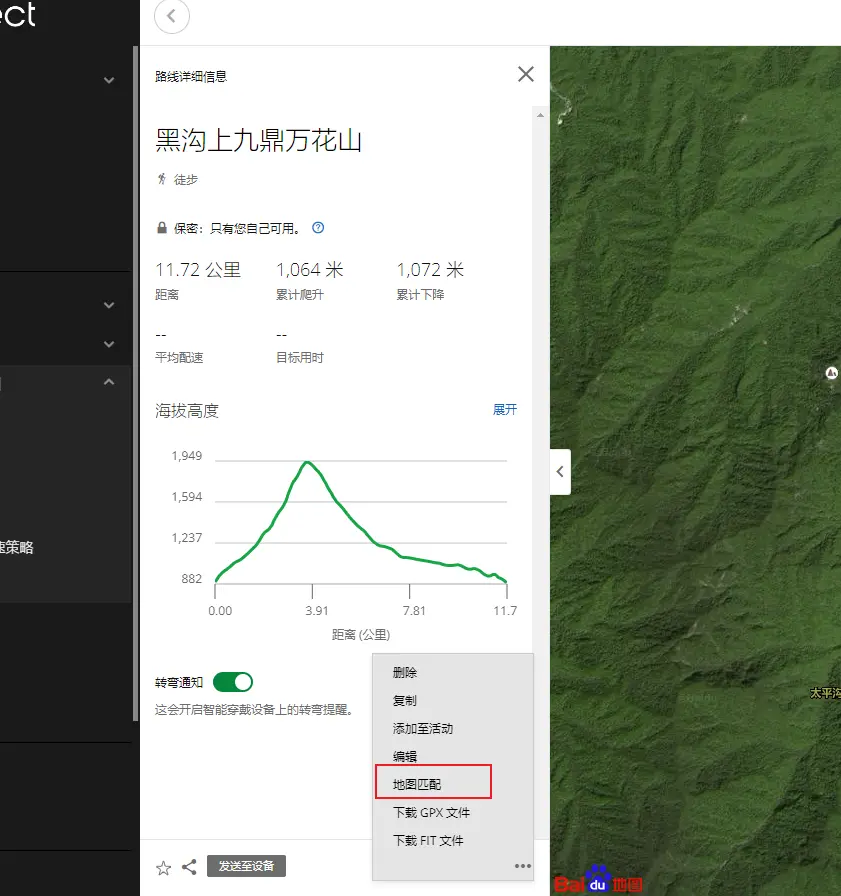 ect
路线详细信息
黑沟上九鼎万花山
徒步
保密：只有您自己可用。
11.72 公里 1,064 米 1,072 米
距离 累计爬升 累计下降
-- --
平均配速 目标用时
海拔高度 展开
1,949
1,594
1,237
882
0.00 3.91 7.81 11.7
距离 (公里)
速策略
转弯通知
这会开启智能穿戴设备上的转弯提醒。
删除
复制
添加至活动
编辑
地图匹配
下载 GPX 文件
下载 FIT 文件
发送至设备
太平沟
Bai du 地图